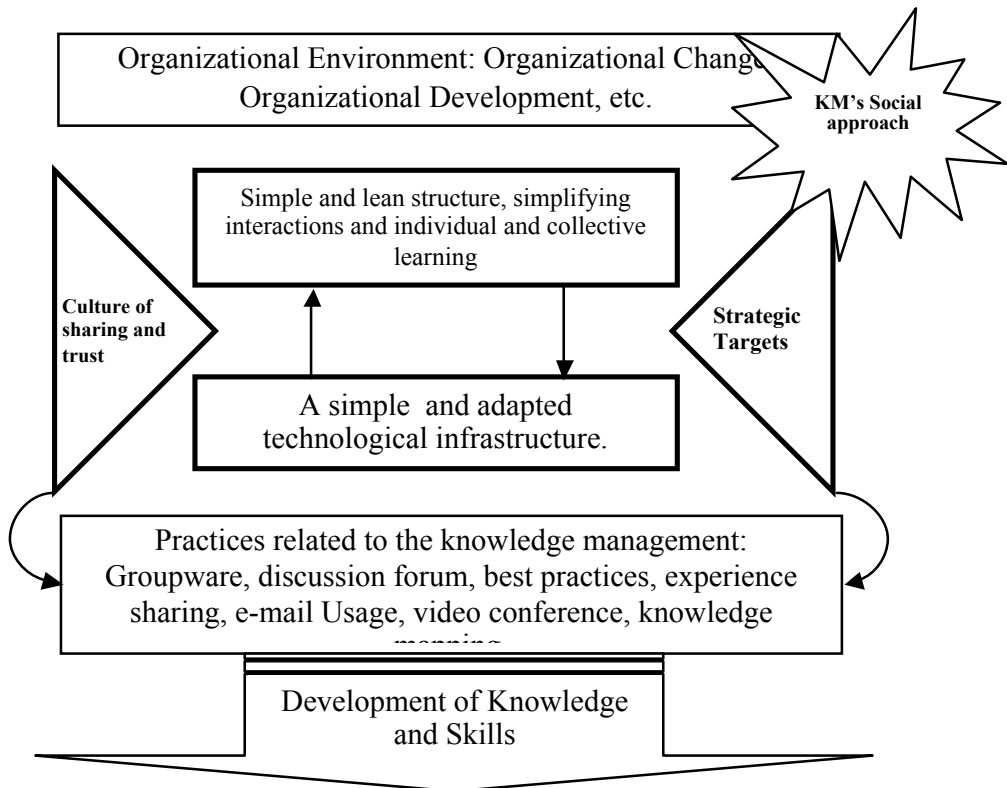 Organizational Environment: Organizational Change
Organizational Development, etc.
KM’s Social
approach
Simple and lean structure, simplifying
interactions and individual and collective
learning
Culture of
sharing and
trust
Strategic
Targets
A simple and adapted
technological infrastructure.
Practices related to the knowledge management:
Groupware, discussion forum, best practices, experience
sharing, e-mail Usage, video conference, knowledge
mapping
Development of Knowledge
and Skills